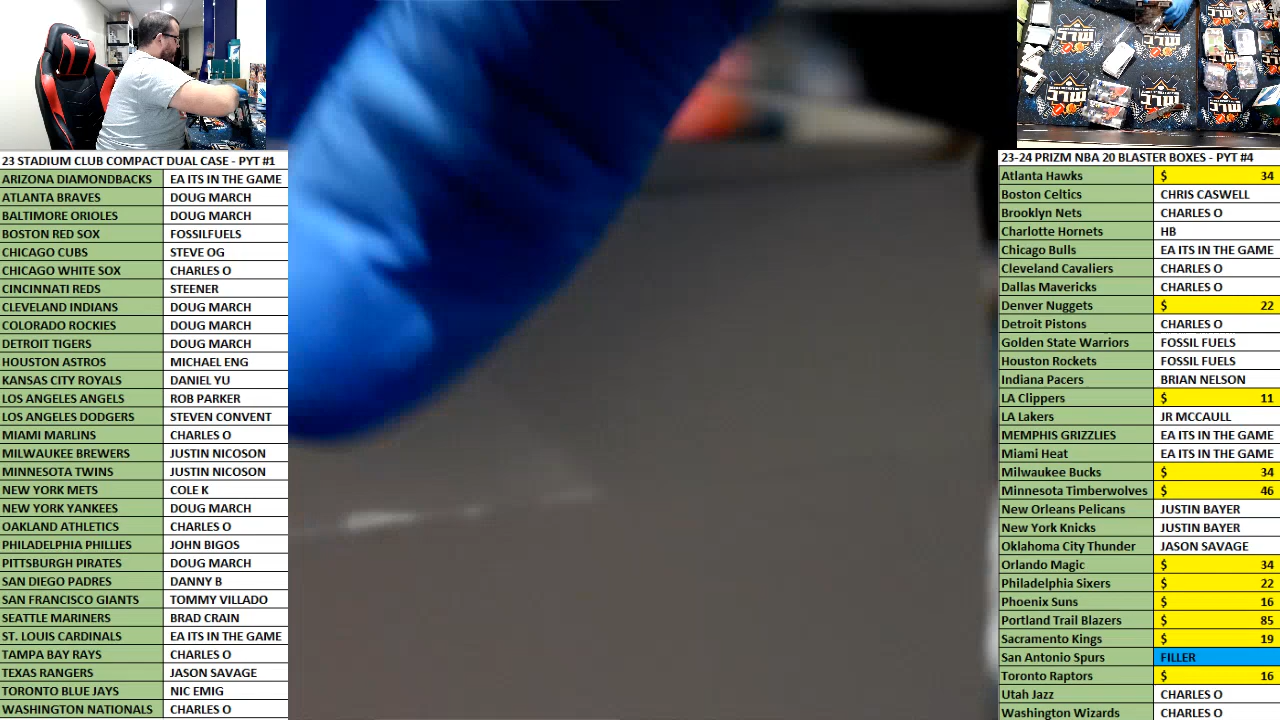 23 STADIUM CLUB COMPACT DUAL CASE - PYT #1
ARIZONA DIAMONDBACKS EA ITS IN THE GAME
ATLANTA BRAVES DOUG MARCH
BALTIMORE ORIOLES DOUG MARCH
BOSTON RED SOX FOSSILFUELS
CHICAGO CUBS STEVE OG
CHICAGO WHITE SOX CHARLES O
CINCINNATI REDS STEENER
CLEVELAND INDIANS DOUG MARCH
COLORADO ROCKIES DOUG MARCH
DETROIT TIGERS DOUG MARCH
HOUSTON ASTROS MICHAEL ENG
KANSAS CITY ROYALS DANIEL YU
LOS ANGELES ANGELS ROB PARKER
LOS ANGELES DODGERS STEVEN CONVENT
MIAMI MARLINS CHARLES O
MILWAUKEE BREWERS JUSTIN NICOSON
MINNESOTA TWINS JUSTIN NICOSON
NEW YORK METS COLE K
NEW YORK YANKEES DOUG MARCH
OAKLAND ATHLETICS CHARLES O
PHILADELPHIA PHILLIES JOHN BIGOS
PITTSBURGH PIRATES DOUG MARCH
SAN DIEGO PADRES DANNY B
SAN FRANCISCO GIANTS TOMMY VILLADO
SEATTLE MARINERS BRAD CRAIN
ST. LOUIS CARDINALS EA ITS IN THE GAME
TAMPA BAY RAYS CHARLES O
TEXAS RANGERS JASON SAVAGE
TORONTO BLUE JAYS NIC EMIG
WASHINGTON NATIONALS CHARLES O
23-24 PRIZM NBA 20 BLASTER BOXES - PYT #4
Atlanta Hawks $ 34
Boston Celtics CHRIS CASWELL
Brooklyn Nets CHARLES O
Charlotte Hornets HB
Chicago Bulls EA ITS IN THE GAME
Cleveland Cavaliers CHARLES O
Dallas Mavericks CHARLES O
Denver Nuggets $ 22
Detroit Pistons CHARLES O
Golden State Warriors FOSSIL FUELS
Houston Rockets FOSSIL FUELS
Indiana Pacers BRIAN NELSON
LA Clippers $ 11
LA Lakers JR MCCAULL
MEMPHIS GRIZZLIES EA ITS IN THE GAME
Miami Heat EA ITS IN THE GAME
Milwaukee Bucks $ 34
Minnesota Timberwolves $ 46
New Orleans Pelicans JUSTIN BAYER
New York Knicks JUSTIN BAYER
Oklahoma City Thunder JASON SAVAGE
Orlando Magic $ 34
Philadelphia Sixers $ 22
Phoenix Suns $ 16
Portland Trail Blazers $ 85
Sacramento Kings $ 19
San Antonio Spurs FILLER
Toronto Raptors $ 16
Utah Jazz CHARLES O
Washington Wizards CHARLES O